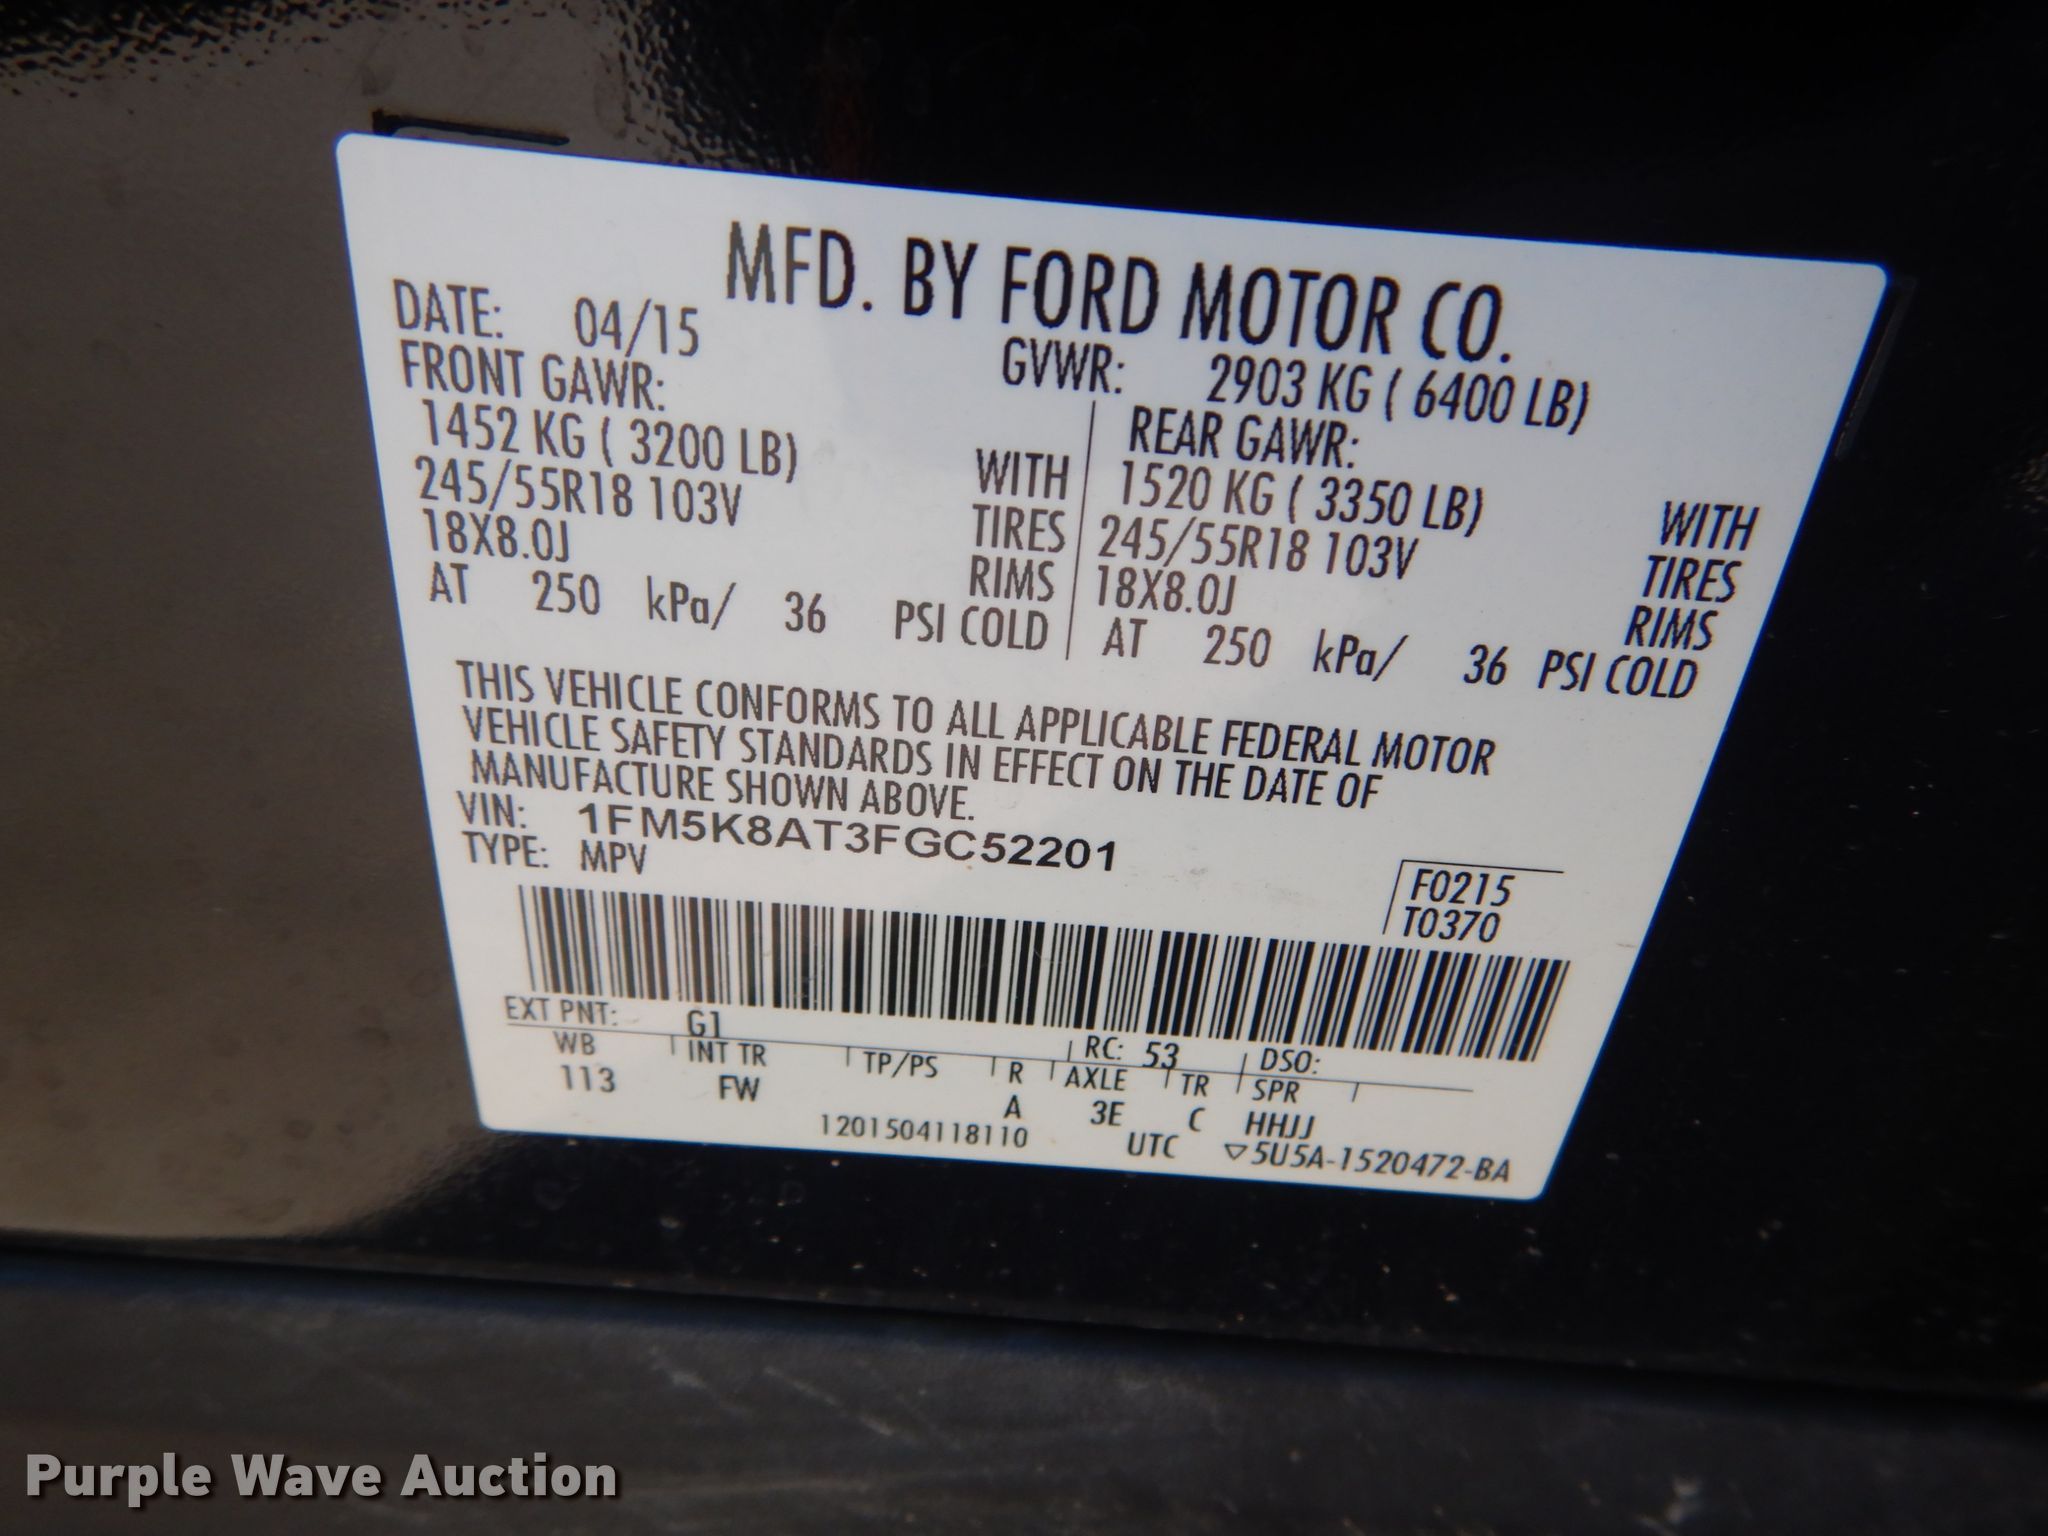 MFD. BY FORD MOTOR CO.
DATE: 04/15 GVWR: 2903 KG ( 6400 LB)
FRONT GAWR: REAR GAWR:
1452 KG ( 3200 LB) WITH 1520 KG ( 3350 LB) WITH
245/55R18 103V TIRES 245/55R18 103V TIRES
18X8.0J RIMS 18X8.0J RIMS
AT 250 kPa/ 36 PSI COLD AT 250 kPa/ 36 PSI COLD
THIS VEHICLE CONFORMS TO ALL APPLICABLE FEDERAL MOTOR
VEHICLE SAFETY STANDARDS IN EFFECT ON THE DATE OF
MANUFACTURE SHOWN ABOVE.
VIN: 1FM5K8AT3FGC52201
TYPE: MPV
F0215
T0370
EXT PNT: G1 RC: 53 DSO:
WB INT TR TP/PS R AXLE TR SPR
113 FW A 3E C HHJJ
1201504118110 UTC ▽5U5A-1520472-BA
Purple Wave Auction